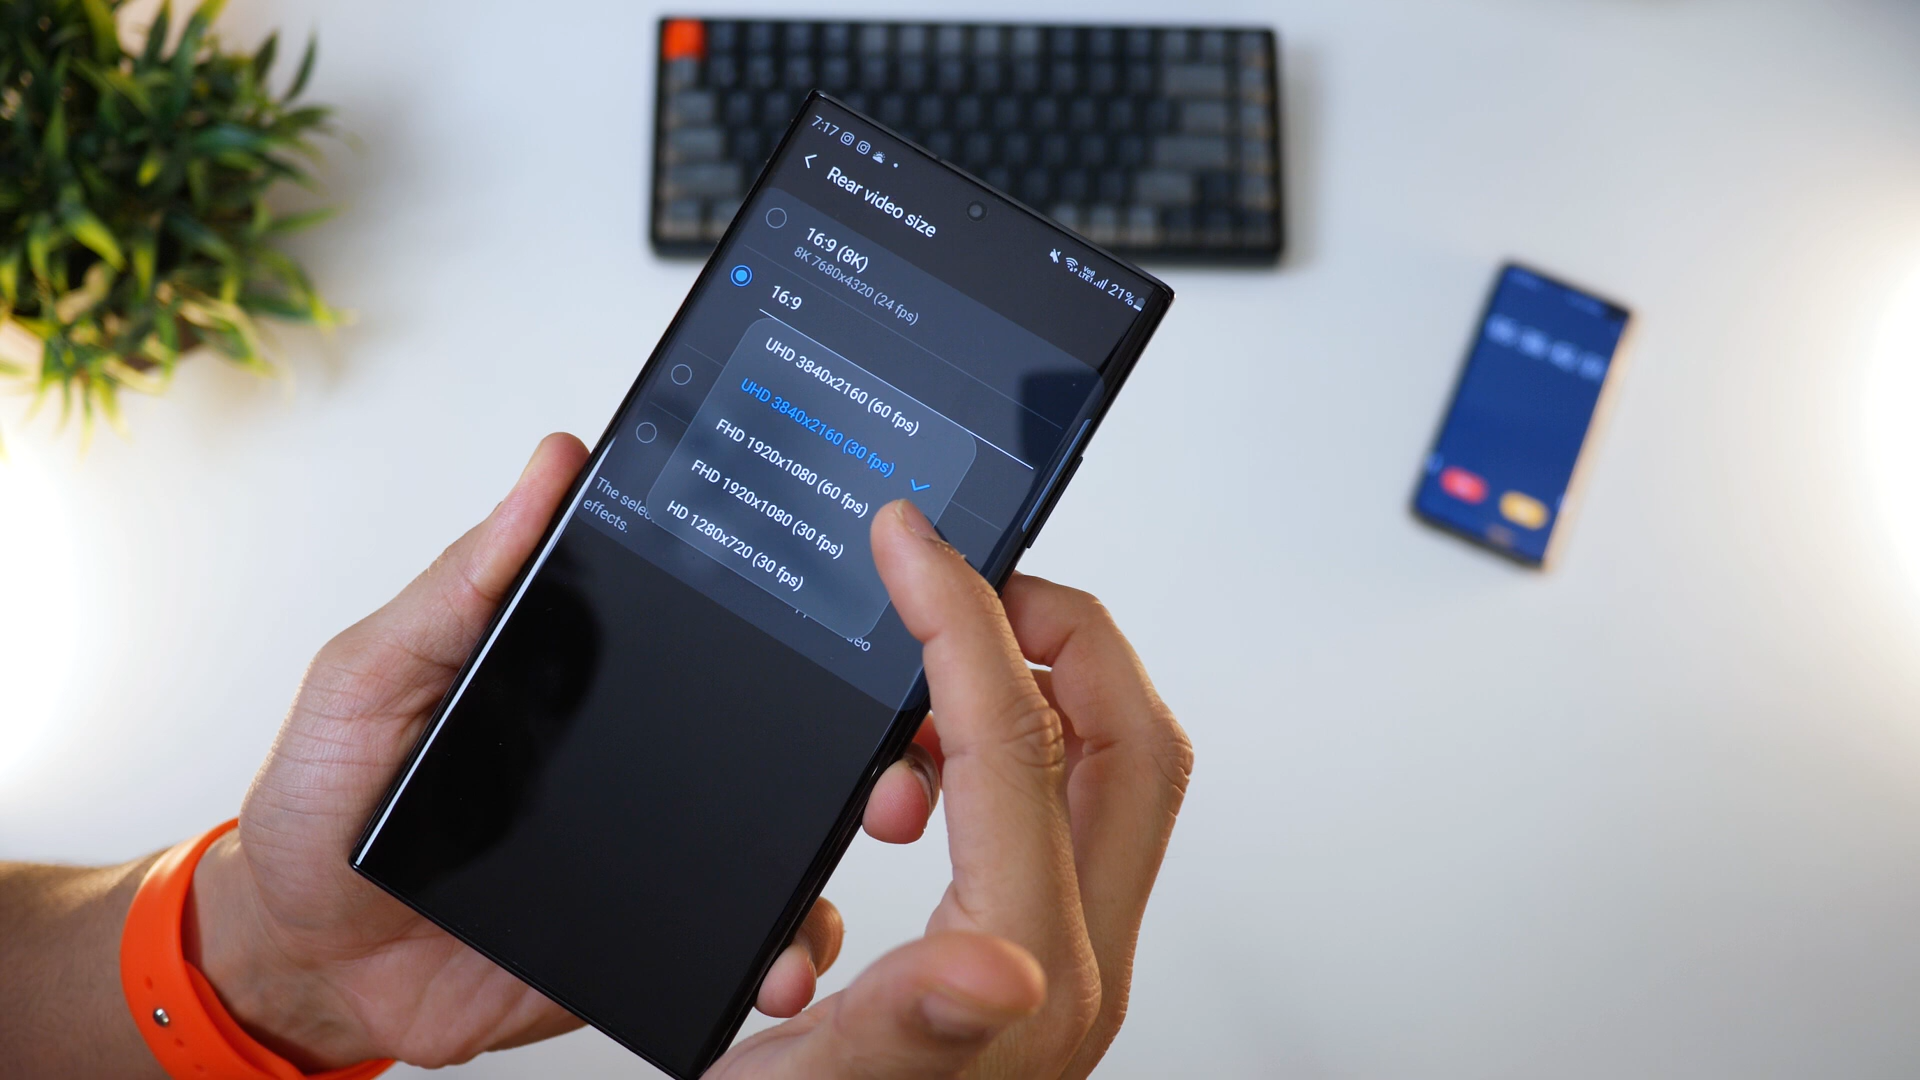 7:17
21%
Rear video size
16:9 (8K)
8K 7680x4320 (24 fps)
16:9
UHD 3840x2160 (60 fps)
UHD 3840x2160 (30 fps)
FHD 1920x1080 (60 fps)
FHD 1920x1080 (30 fps)
HD 1280x720 (30 fps)
The
effects.